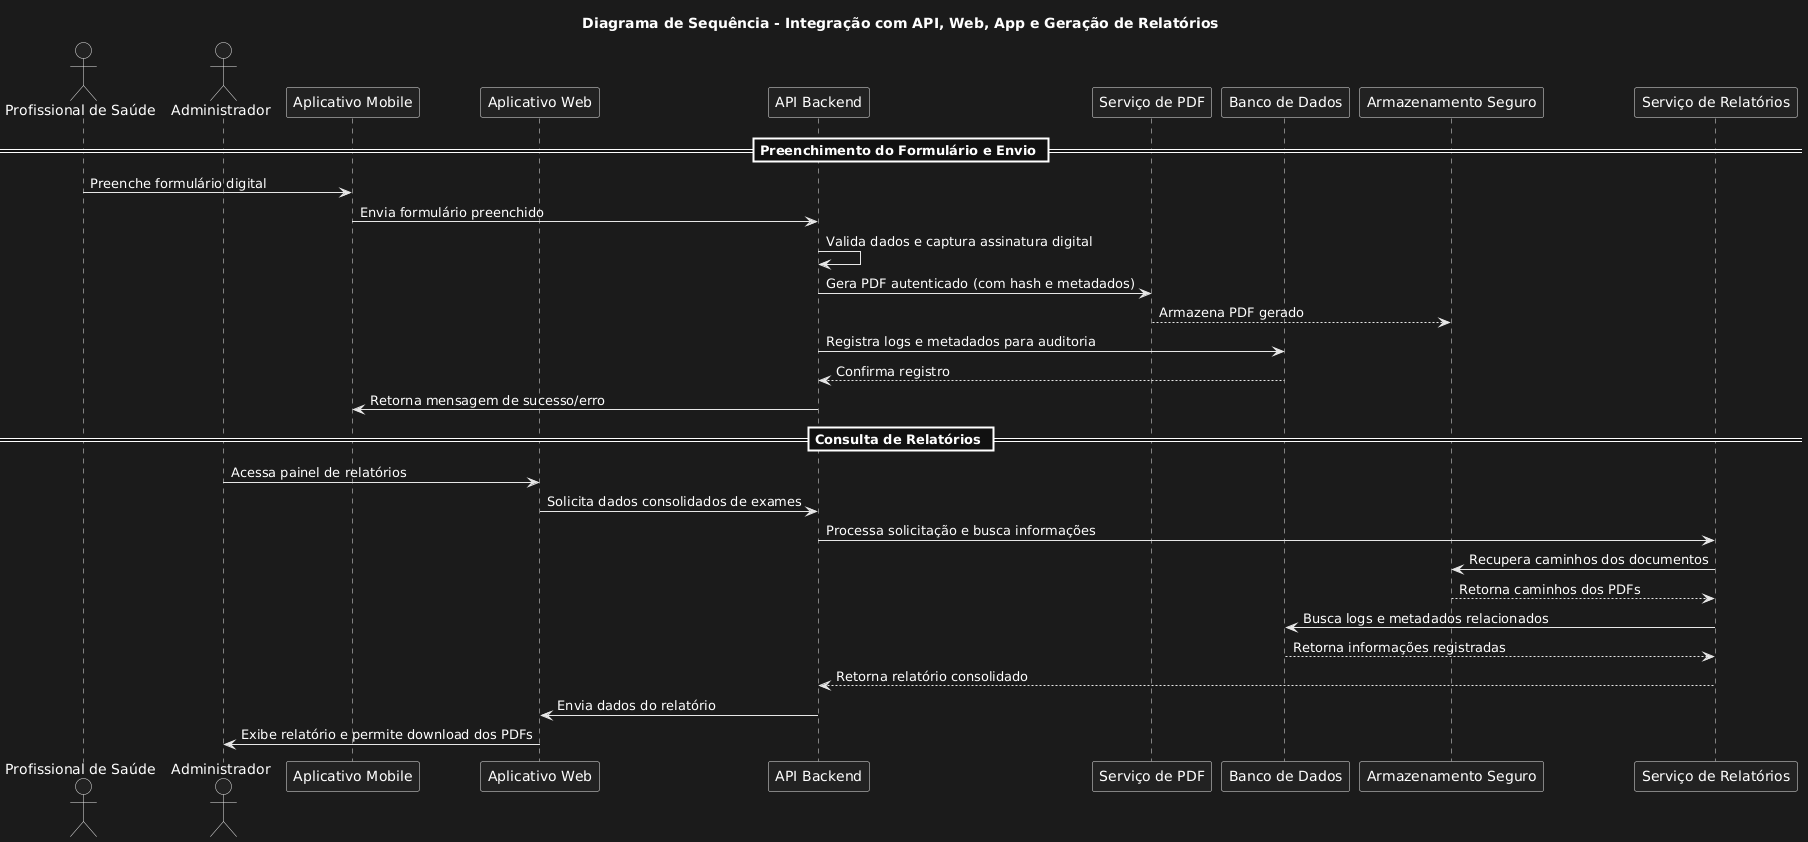 Diagrama de Sequência - Integração com API, Web, App e Geração de Relatórios
Profissional de Saúde
Administrador
Aplicativo Mobile
Aplicativo Web
API Backend
Serviço de PDF
Banco de Dados
Armazenamento Seguro
Serviço de Relatórios
Preenchimento do Formulário e Envio
Preenche formulário digital
Envia formulário preenchido
Valida dados e captura assinatura digital
Gera PDF autenticado (com hash e metadados)
Armazena PDF gerado
Registra logs e metadados para auditoria
Confirma registro
Retorna mensagem de sucesso/erro
Consulta de Relatórios
Acessa painel de relatórios
Solicita dados consolidados de exames
Processa solicitação e busca informações
Recupera caminhos dos documentos
Retorna caminhos dos PDFs
Busca logs e metadados relacionados
Retorna informações registradas
Retorna relatório consolidado
Envia dados do relatório
Exibe relatório e permite download dos PDFs
Profissional de Saúde
Administrador
Aplicativo Mobile
Aplicativo Web
API Backend
Serviço de PDF
Banco de Dados
Armazenamento Seguro
Serviço de Relatórios